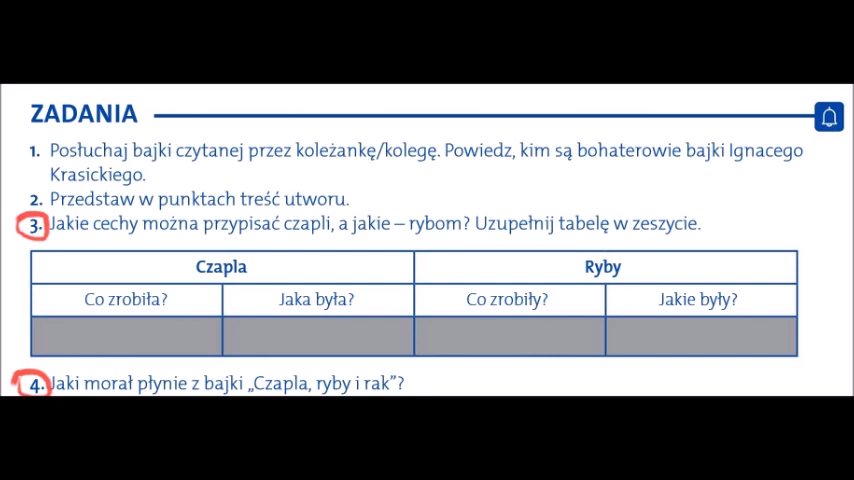 ZADANIA
1. Posłuchaj bajki czytanej przez koleżankę/kolegę. Powiedz, kim są bohaterowie bajki Ignacego
Krasickiego.
2. Przedstaw w punktach treść utworu.
3. Jakie cechy można przypisać czapli, a jakie – rybom? Uzupełnij tabelę w zeszycie.
Czapla Ryby
Co zrobiła? Jaka była? Co zrobiły? Jakie były?
4. Jaki morał płynie z bajki „Czapla, ryby i rak”?